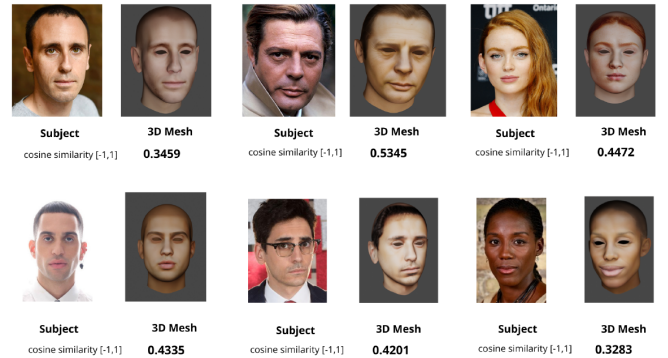 tiff
Ontario
Subject 3D Mesh Subject 3D Mesh Subject 3D Mesh
cosine similarity [-1,1] 0.3459 cosine similarity [-1,1] 0.5345 cosine similarity [-1,1] 0.4472
Subject 3D Mesh Subject 3D Mesh Subject 3D Mesh
cosine similarity [-1,1] 0.4335 cosine similarity [-1,1] 0.4201 cosine similarity [-1,1] 0.3283